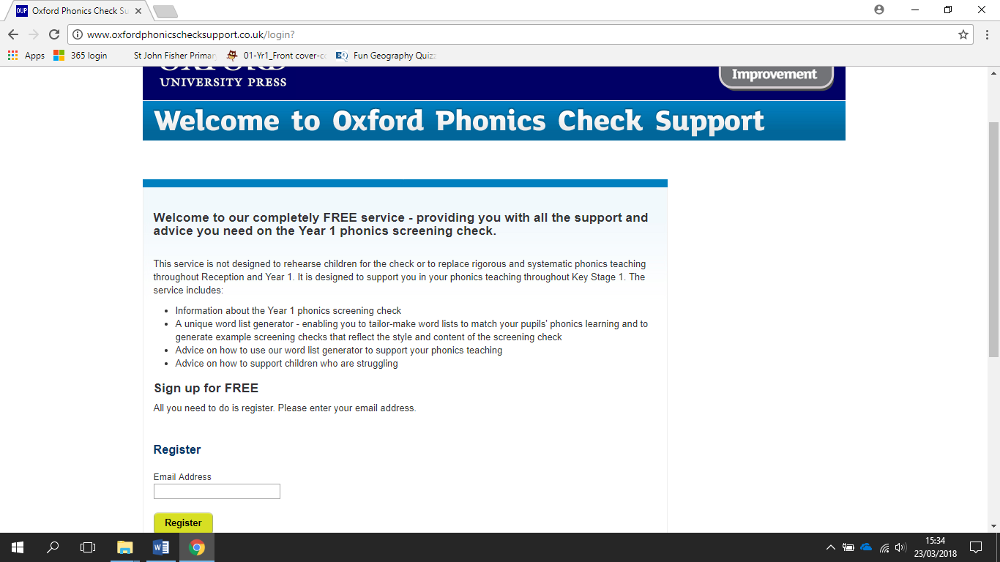 OUP Oxford Phonics Check Su
www.oxfordphonicschecksupport.co.uk/login?
Apps 365 login St John Fisher Primar 01-Yr1_Front cover-c Fun Geography Quiz
OXFORD
UNIVERSITY PRESS
Improvement
Welcome to Oxford Phonics Check Support
Welcome to our completely FREE service - providing you with all the support and
advice you need on the Year 1 phonics screening check.
This service is not designed to rehearse children for the check or to replace rigorous and systematic phonics teaching
throughout Reception and Year 1. It is designed to support you in your phonics teaching throughout Key Stage 1. The
service includes:
• Information about the Year 1 phonics screening check
• A unique word list generator - enabling you to tailor-make word lists to match your pupils' phonics learning and to
generate example screening checks that reflect the style and content of the screening check
• Advice on how to use our word list generator to support your phonics teaching
• Advice on how to support children who are struggling
Sign up for FREE
All you need to do is register. Please enter your email address.
Register
Email Address
Register
15:34
23/03/2018